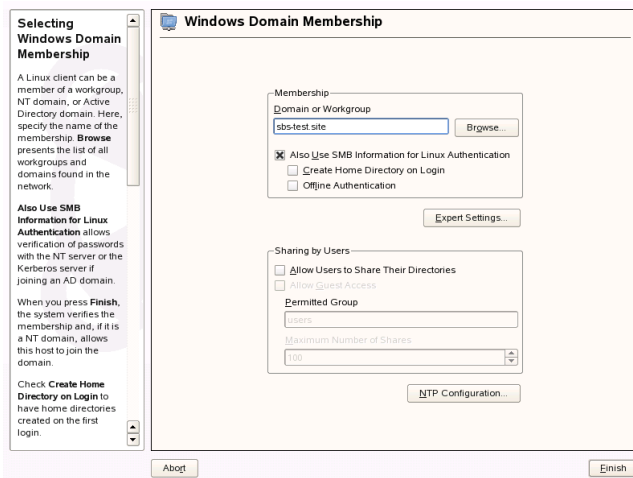 Selecting
Windows Domain
Membership
A Linux client can be a
member of a workgroup,
NT domain, or Active
Directory domain. Here,
specify the name of the
membership. Browse
presents the list of all
workgroups and
domains found in the
network.
Also Use SMB
Information for Linux
Authentication allows
verification of passwords
with the NT server or the
Kerberos server if
joining an AD domain.
When you press Finish,
the system verifies the
membership and, if it is
a NT domain, allows
this host to join the
domain.
Check Create Home
Directory on Login to
have home directories
created on the first
login.
Windows Domain Membership
Membership
Domain or Workgroup
sbs-test.site
Browse...
Also Use SMB Information for Linux Authentication
Create Home Directory on Login
Offline Authentication
Expert Settings...
Sharing by Users
Allow Users to Share Their Directories
Allow Guest Access
Permitted Group
users
Maximum Number of Shares
100
NTP Configuration...
Abort
Finish